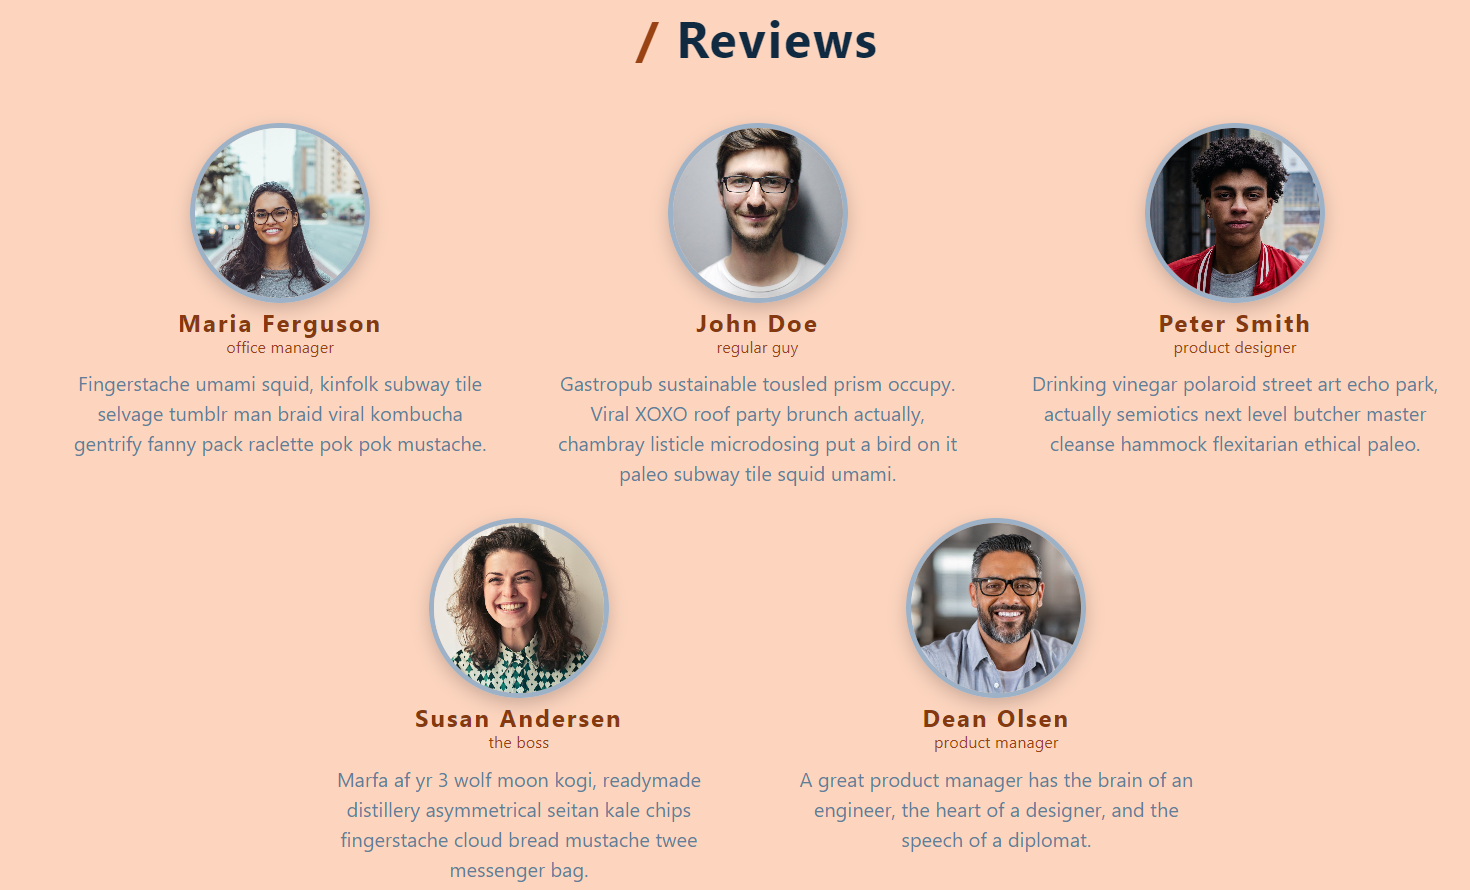 / Reviews
Maria Ferguson
office manager
Fingerstache umami squid, kinfolk subway tile
selvage tumblr man braid viral kombucha
gentrify fanny pack raclette pok pok mustache.
John Doe
regular guy
Gastropub sustainable tousled prism occupy.
Viral XOXO roof party brunch actually,
chambray listicle microdosing put a bird on it
paleo subway tile squid umami.
Peter Smith
product designer
Drinking vinegar polaroid street art echo park,
actually semiotics next level butcher master
cleanse hammock flexitarian ethical paleo.
Susan Andersen
the boss
Marfa af yr 3 wolf moon kogi, readymade
distillery asymmetrical seitan kale chips
fingerstache cloud bread mustache twee
messenger bag.
Dean Olsen
product manager
A great product manager has the brain of an
engineer, the heart of a designer, and the
speech of a diplomat.